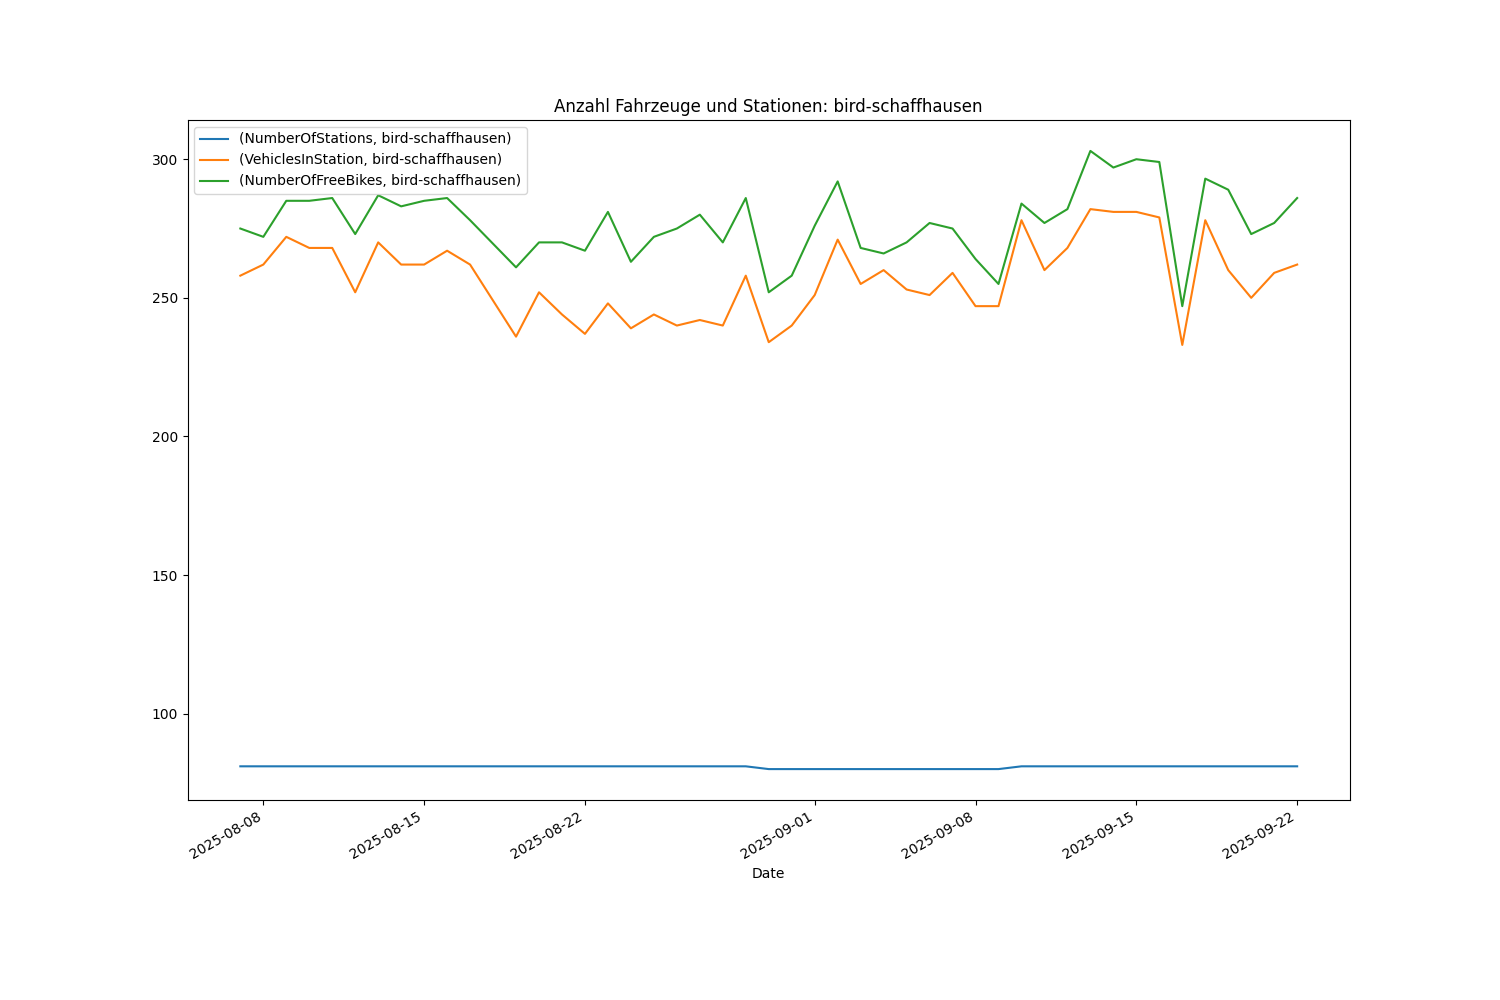 Anzahl Fahrzeuge und Stationen: bird-schaffhausen
(NumberOfStations, bird-schaffhausen)
(VehiclesInStation, bird-schaffhausen)
(NumberOfFreeBikes, bird-schaffhausen)
300
250
200
150
100
2025-08-08
2025-08-15
2025-08-22
2025-09-01
2025-09-08
2025-09-15
2025-09-22
Date